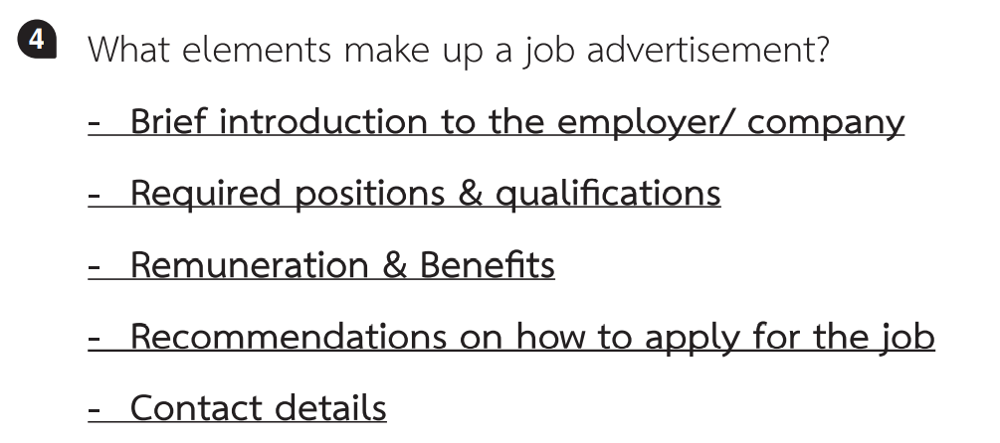 4 What elements make up a job advertisement?
- Brief introduction to the employer/ company
- Required positions & qualifications
- Remuneration & Benefits
- Recommendations on how to apply for the job
- Contact details